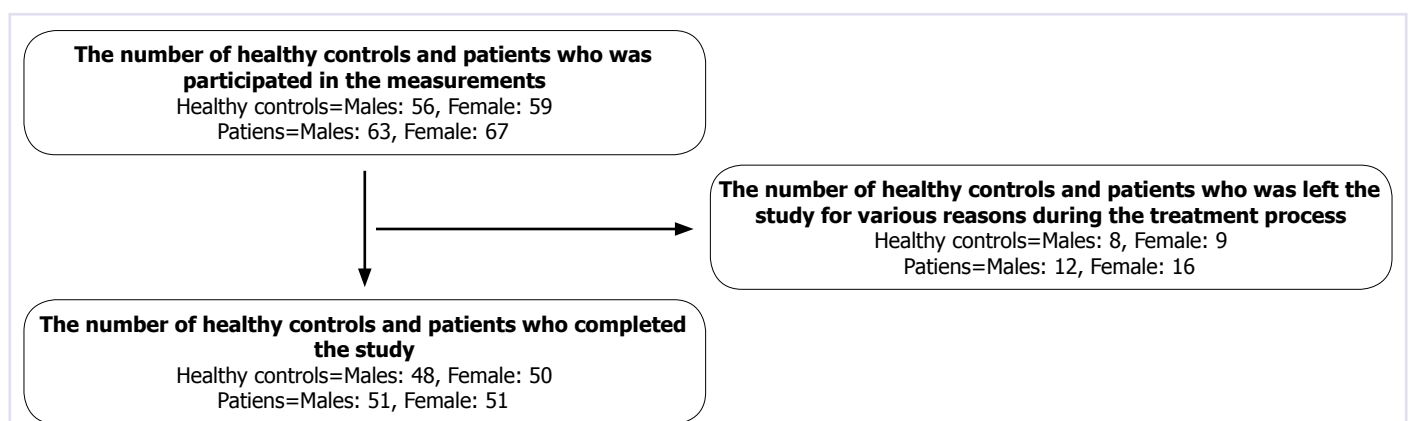 The number of healthy controls and patients who was
participated in the measurements
Healthy controls=Males: 56, Female: 59
Patiens=Males: 63, Female: 67
The number of healthy controls and patients who was left the
study for various reasons during the treatment process
Healthy controls=Males: 8, Female: 9
Patiens=Males: 12, Female: 16
The number of healthy controls and patients who completed
the study
Healthy controls=Males: 48, Female: 50
Patiens=Males: 51, Female: 51